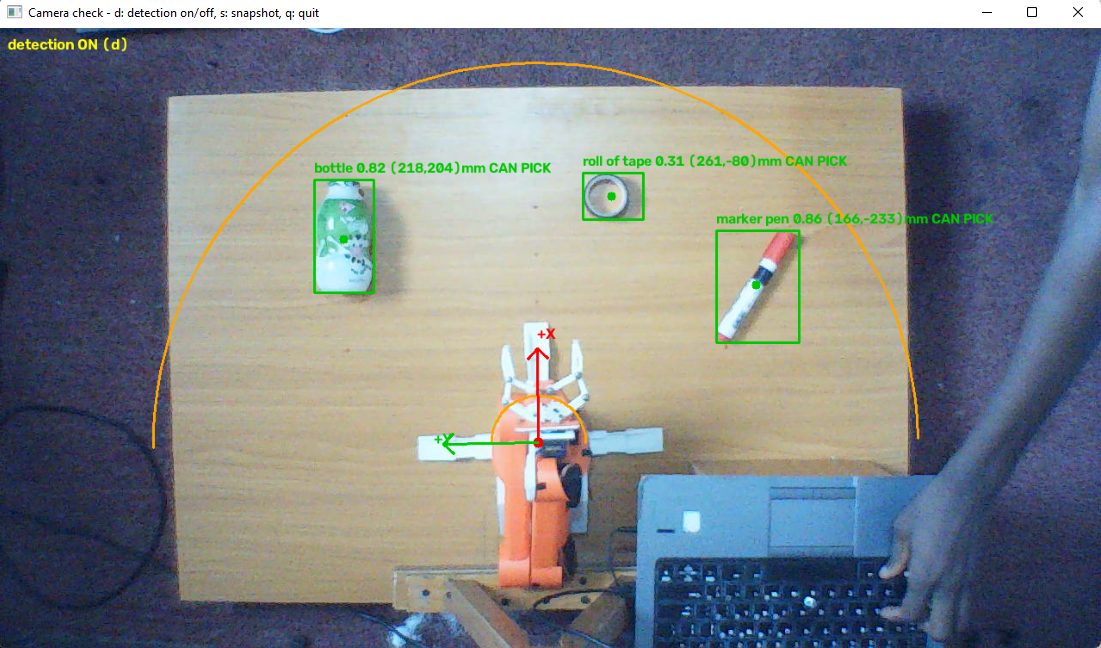 Camera check - d: detection on/off, s: snapshot, q: quit
detection ON (d)
bottle 0.82 (218,204)mm CAN PICK
roll of tape 0.31 (261,-80)mm CAN PICK
marker pen 0.86 (166,-233)mm CAN PICK
+X
+Y